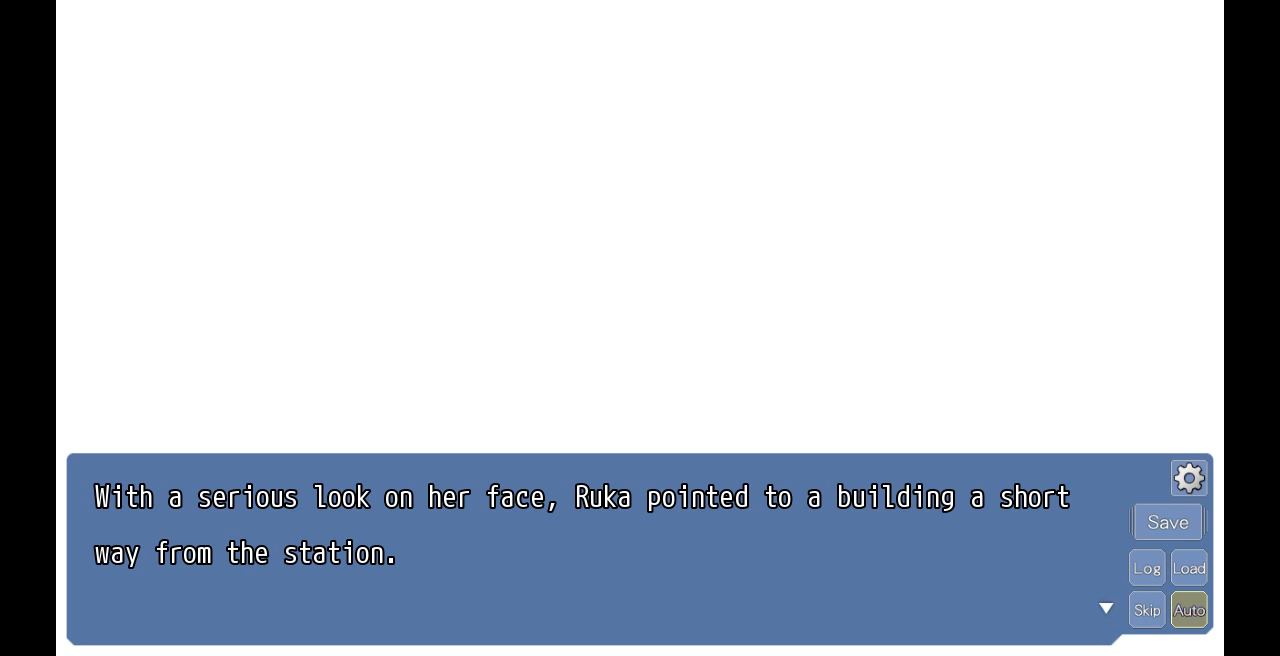 With a serious look on her face, Ruka pointed to a building a short
way from the station.
Save
Log Load
Skip Auto